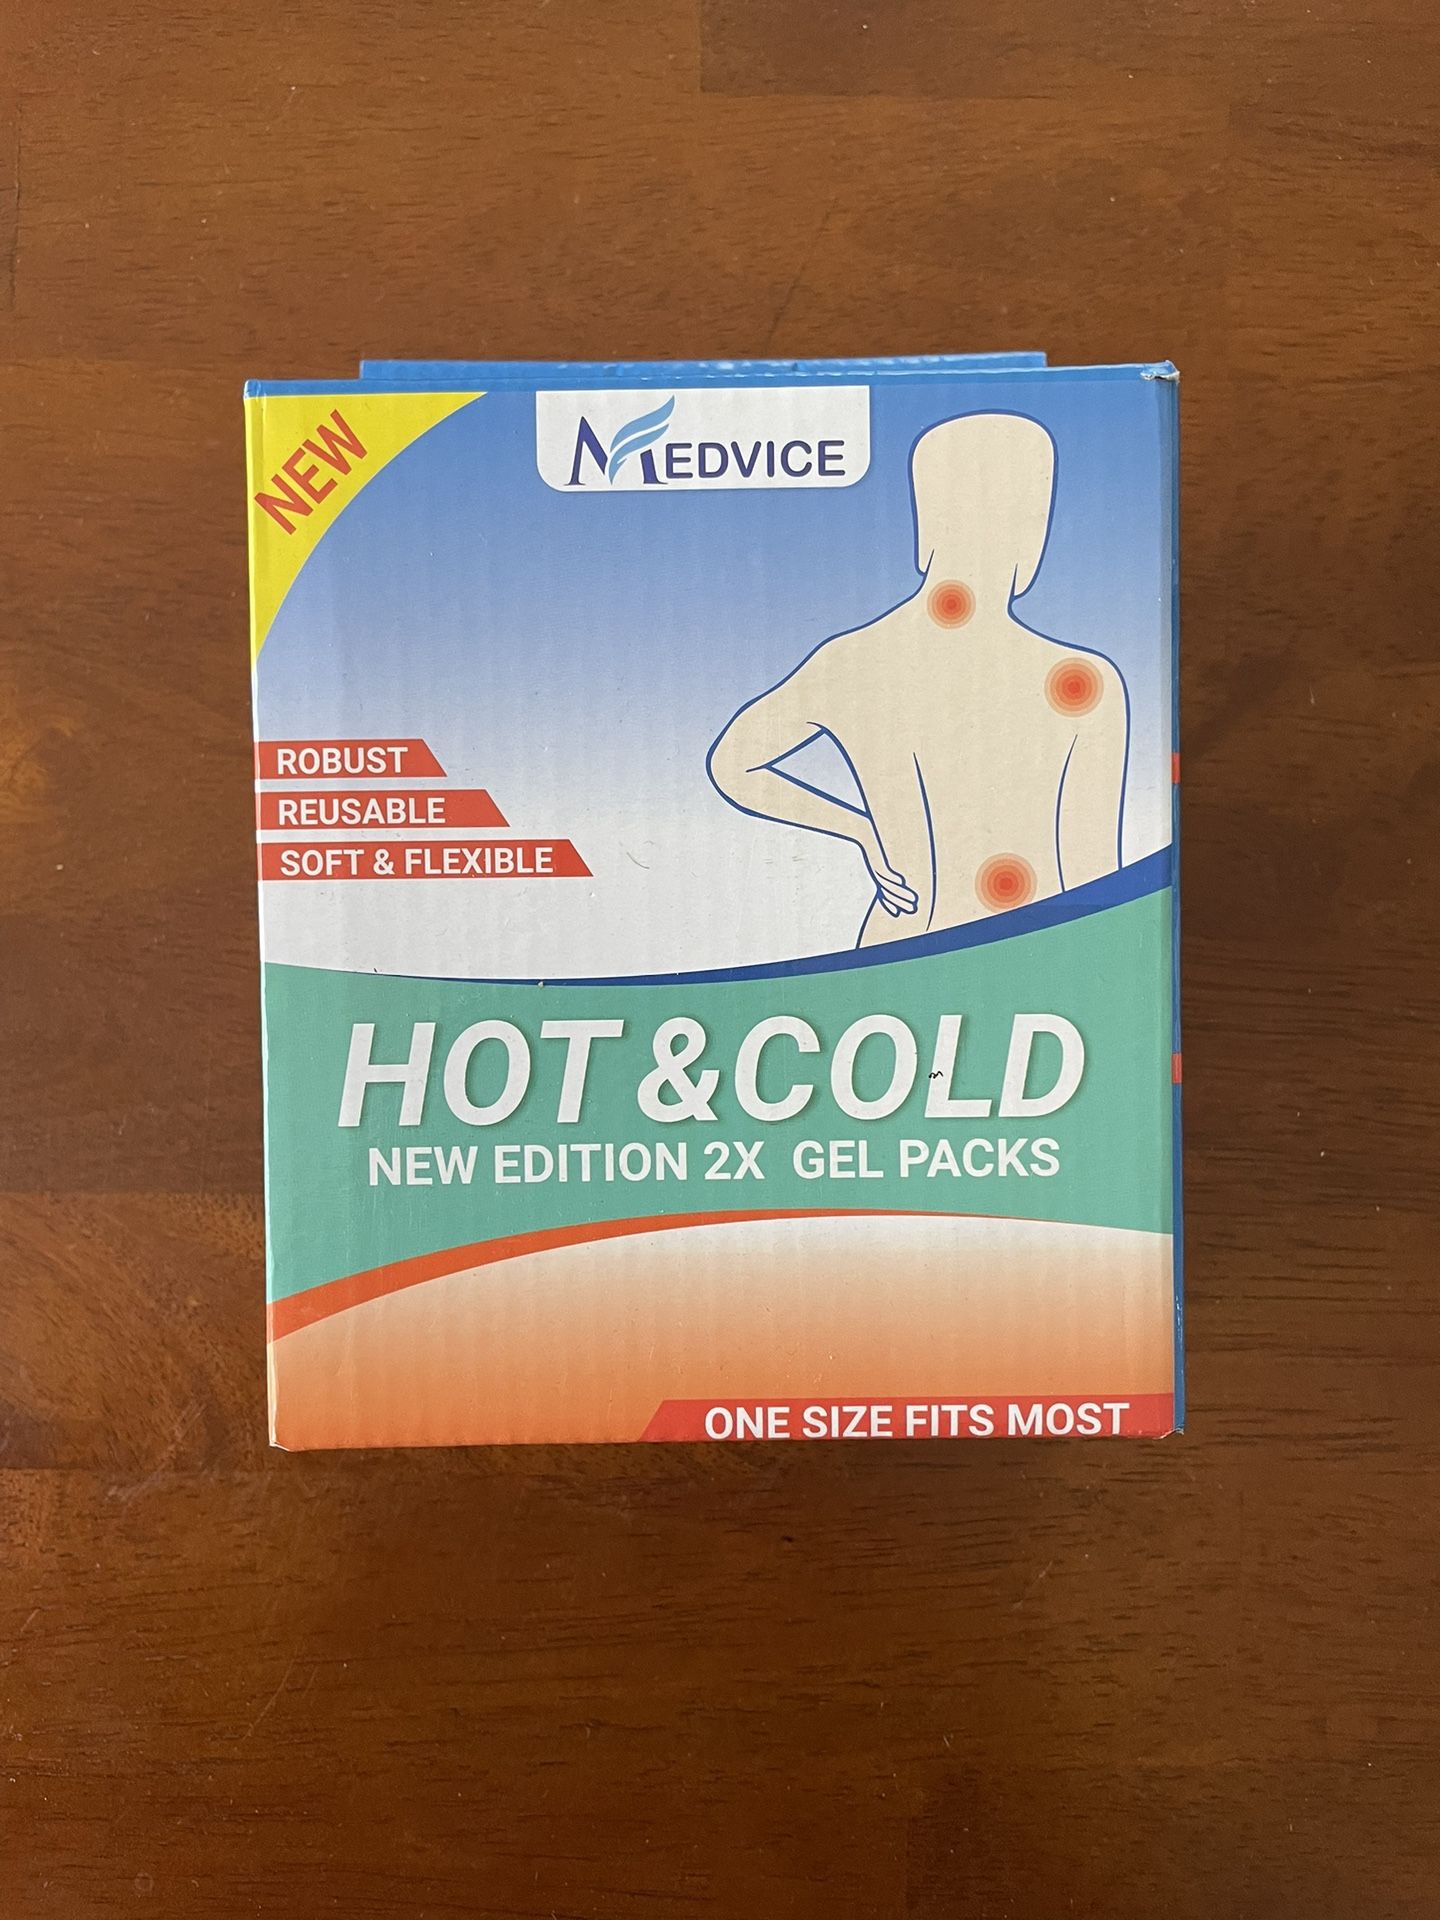 NEW
MEDVICE
ROBUST
REUSABLE
SOFT & FLEXIBLE
HOT & COLD
NEW EDITION 2X GEL PACKS
ONE SIZE FITS MOST